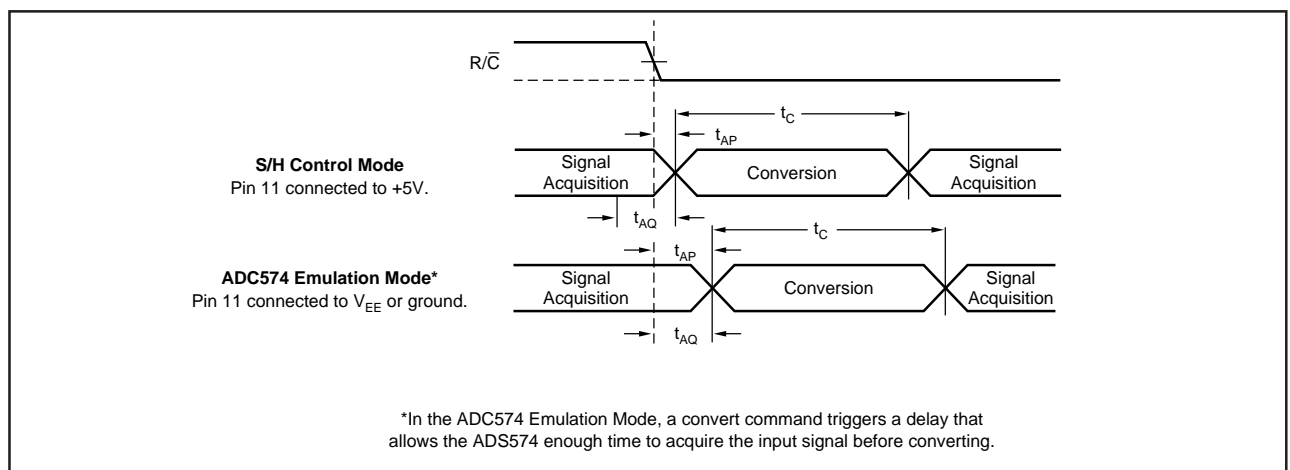 R/C̅
t_C
t_AP
S/H Control Mode
Pin 11 connected to +5V.
Signal
Acquisition
Conversion
Signal
Acquisition
t_AQ
t_C
t_AP
ADC574 Emulation Mode*
Pin 11 connected to V_EE or ground.
Signal
Acquisition
Conversion
Signal
Acquisition
t_AQ
*In the ADC574 Emulation Mode, a convert command triggers a delay that
allows the ADS574 enough time to acquire the input signal before converting.